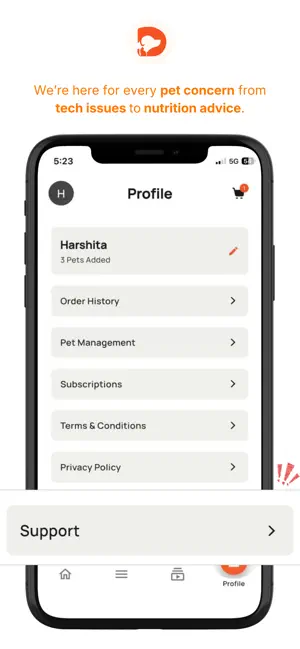 We're here for every pet concern from
tech issues to nutrition advice.
5:23
5G
H
Profile
Harshita
3 Pets Added
Order History
Pet Management
Subscriptions
Terms & Conditions
Privacy Policy
Support
Profile